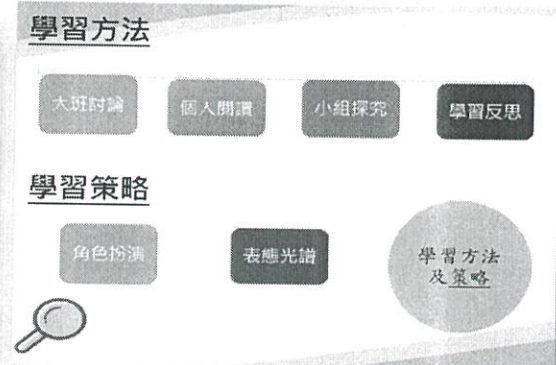 學習方法
大班討論
個人閱讀
小組探究
學習反思
學習策略
角色扮演
表態光譜
學習方法
及策略